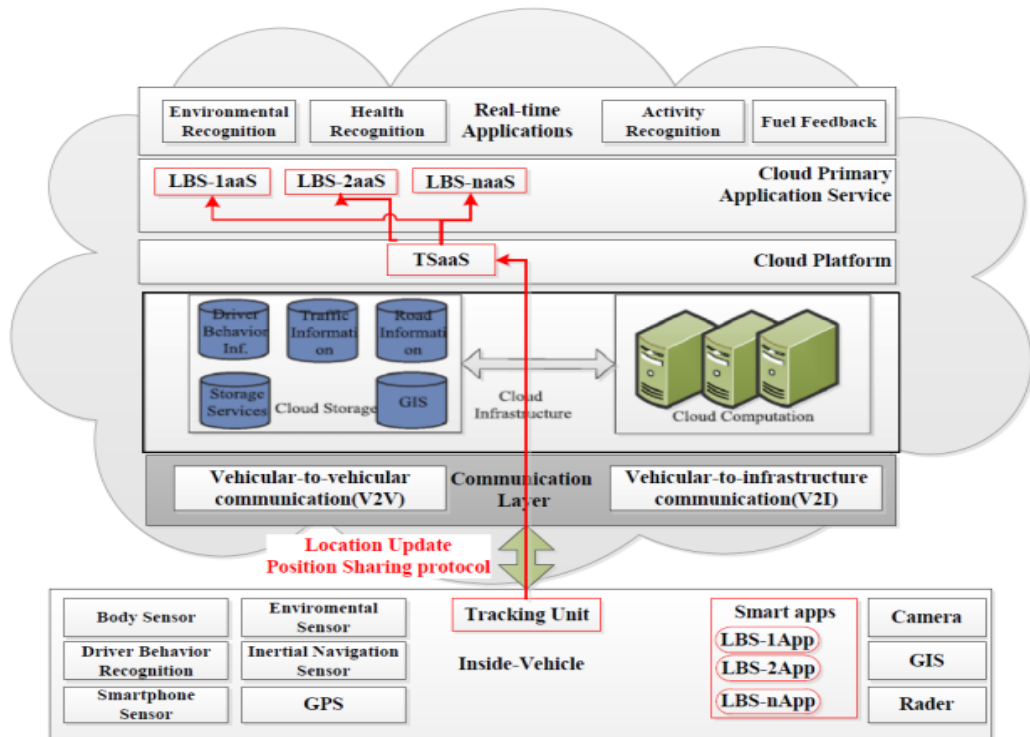 Environmental
Recognition
Health
Recognition
Real-time
Applications
Activity
Recognition
Fuel Feedback
LBS-1aaS
LBS-2aaS
LBS-naaS
Cloud Primary
Application Service
TSaaS
Cloud Platform
Driver
Behavior
Inf.
Traffic
Informati
on
Road
Informati
on
Storage
Services
Cloud Storage
GIS
Cloud
Infrastructure
Cloud Computation
Vehicular-to-vehicular
communication(V2V)
Communication
Layer
Vehicular-to-infrastructure
communication(V2I)
Location Update
Position Sharing protocol
Body Sensor
Enviromental
Sensor
Driver Behavior
Recognition
Inertial Navigation
Sensor
Smartphone
Sensor
GPS
Tracking Unit
Inside-Vehicle
Smart apps
LBS-1App
LBS-2App
LBS-nApp
Camera
GIS
Rader